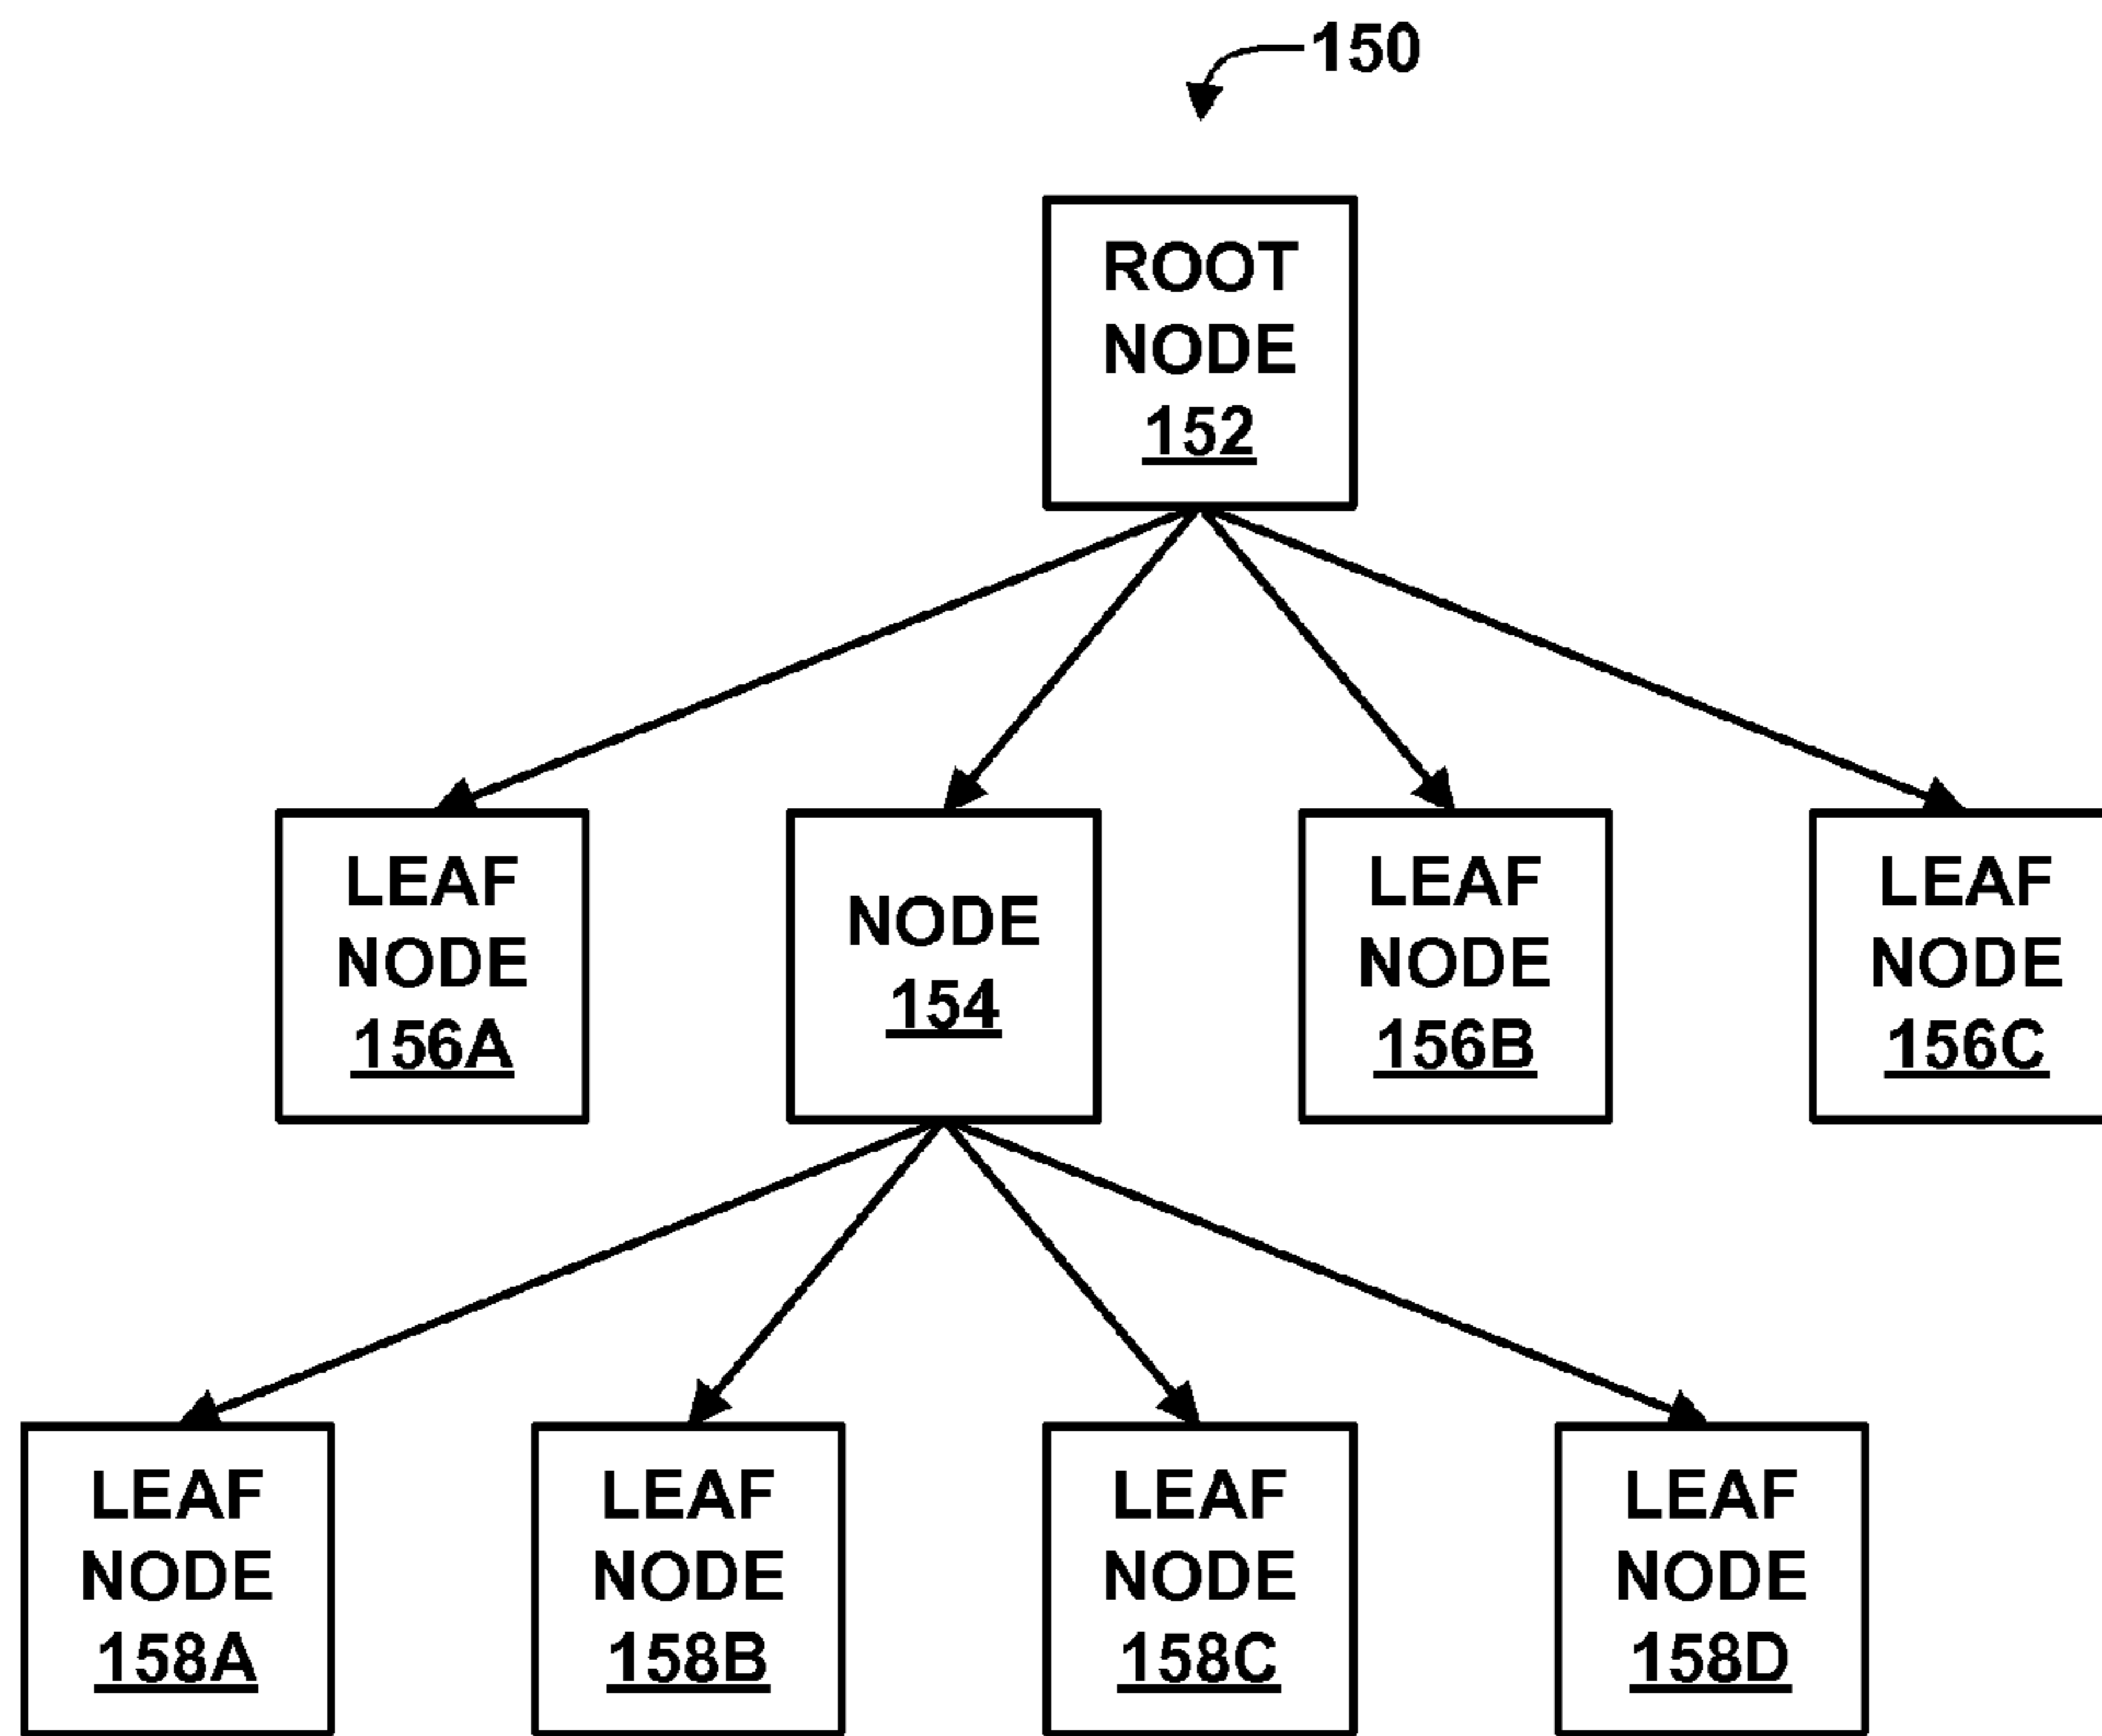 150
ROOT
NODE
152
LEAF
NODE
156A
NODE
154
LEAF
NODE
156B
LEAF
NODE
156C
LEAF
NODE
158A
LEAF
NODE
158B
LEAF
NODE
158C
LEAF
NODE
158D